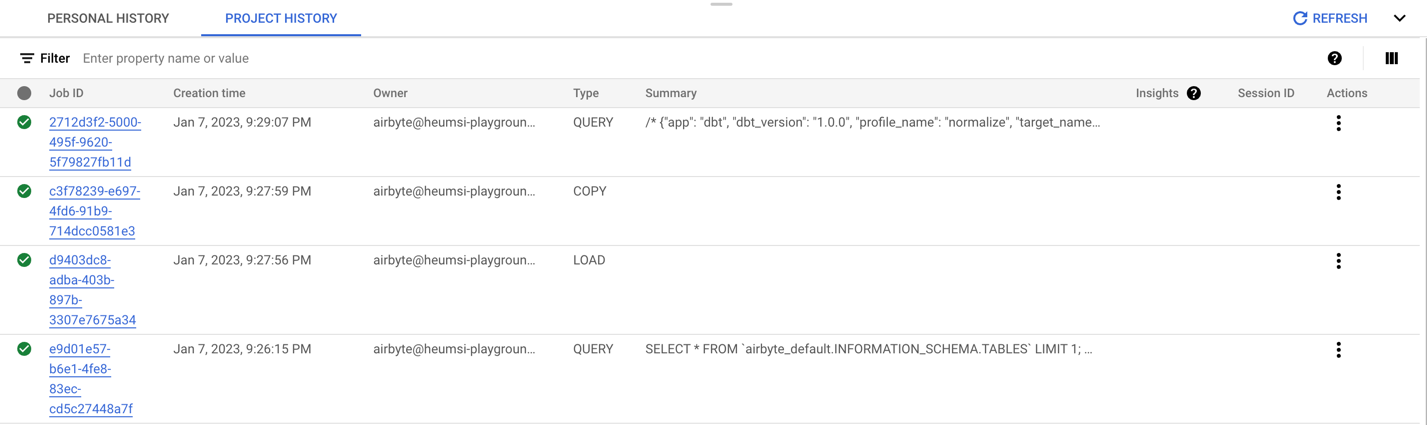 PERSONAL HISTORY
PROJECT HISTORY
REFRESH
Filter
Enter property name or value
?
Job ID
Creation time
Owner
Type
Summary
Insights ?
Session ID
Actions
2712d3f2-5000-
495f-9620-
5f79827fb11d
Jan 7, 2023, 9:29:07 PM
airbyte@heumsi-playgroun...
QUERY
/* {"app": "dbt", "dbt_version": "1.0.0", "profile_name": "normalize", "target_name...
c3f78239-e697-
4fd6-91b9-
714dcc0581e3
Jan 7, 2023, 9:27:59 PM
airbyte@heumsi-playgroun...
COPY
d9403dc8-
adba-403b-
897b-
3307e7675a34
Jan 7, 2023, 9:27:56 PM
airbyte@heumsi-playgroun...
LOAD
e9d01e57-
b6e1-4fe8-
83ec-
cd5c27448a7f
Jan 7, 2023, 9:26:15 PM
airbyte@heumsi-playgroun...
QUERY
SELECT * FROM `airbyte_default.INFORMATION_SCHEMA.TABLES` LIMIT 1; ...